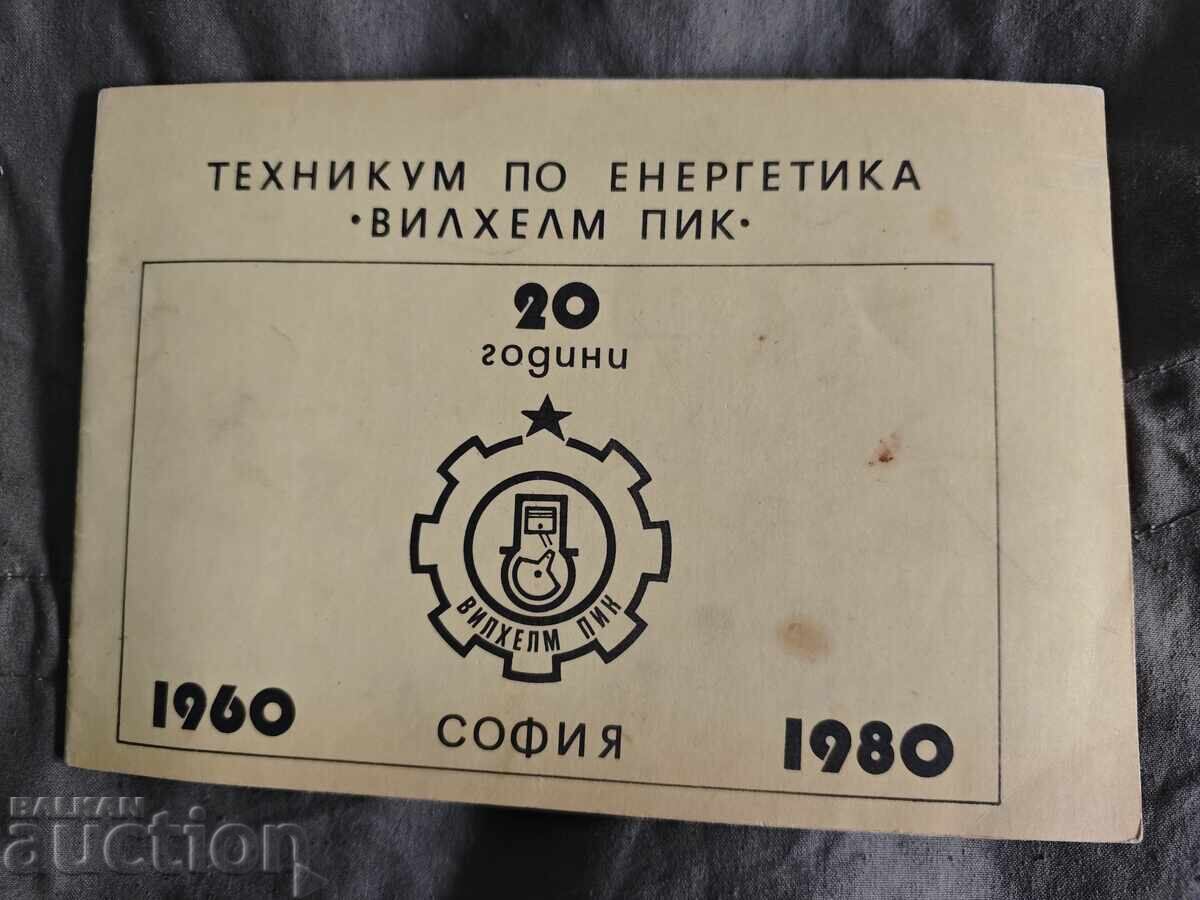 ТЕХНИКУМ ПО ЕНЕРГЕТИКА
•ВИЛХЕЛМ ПИК•
20
години
ВИЛХЕЛМ ПИК
1960
СОФИЯ
1980
BALKAN
auction